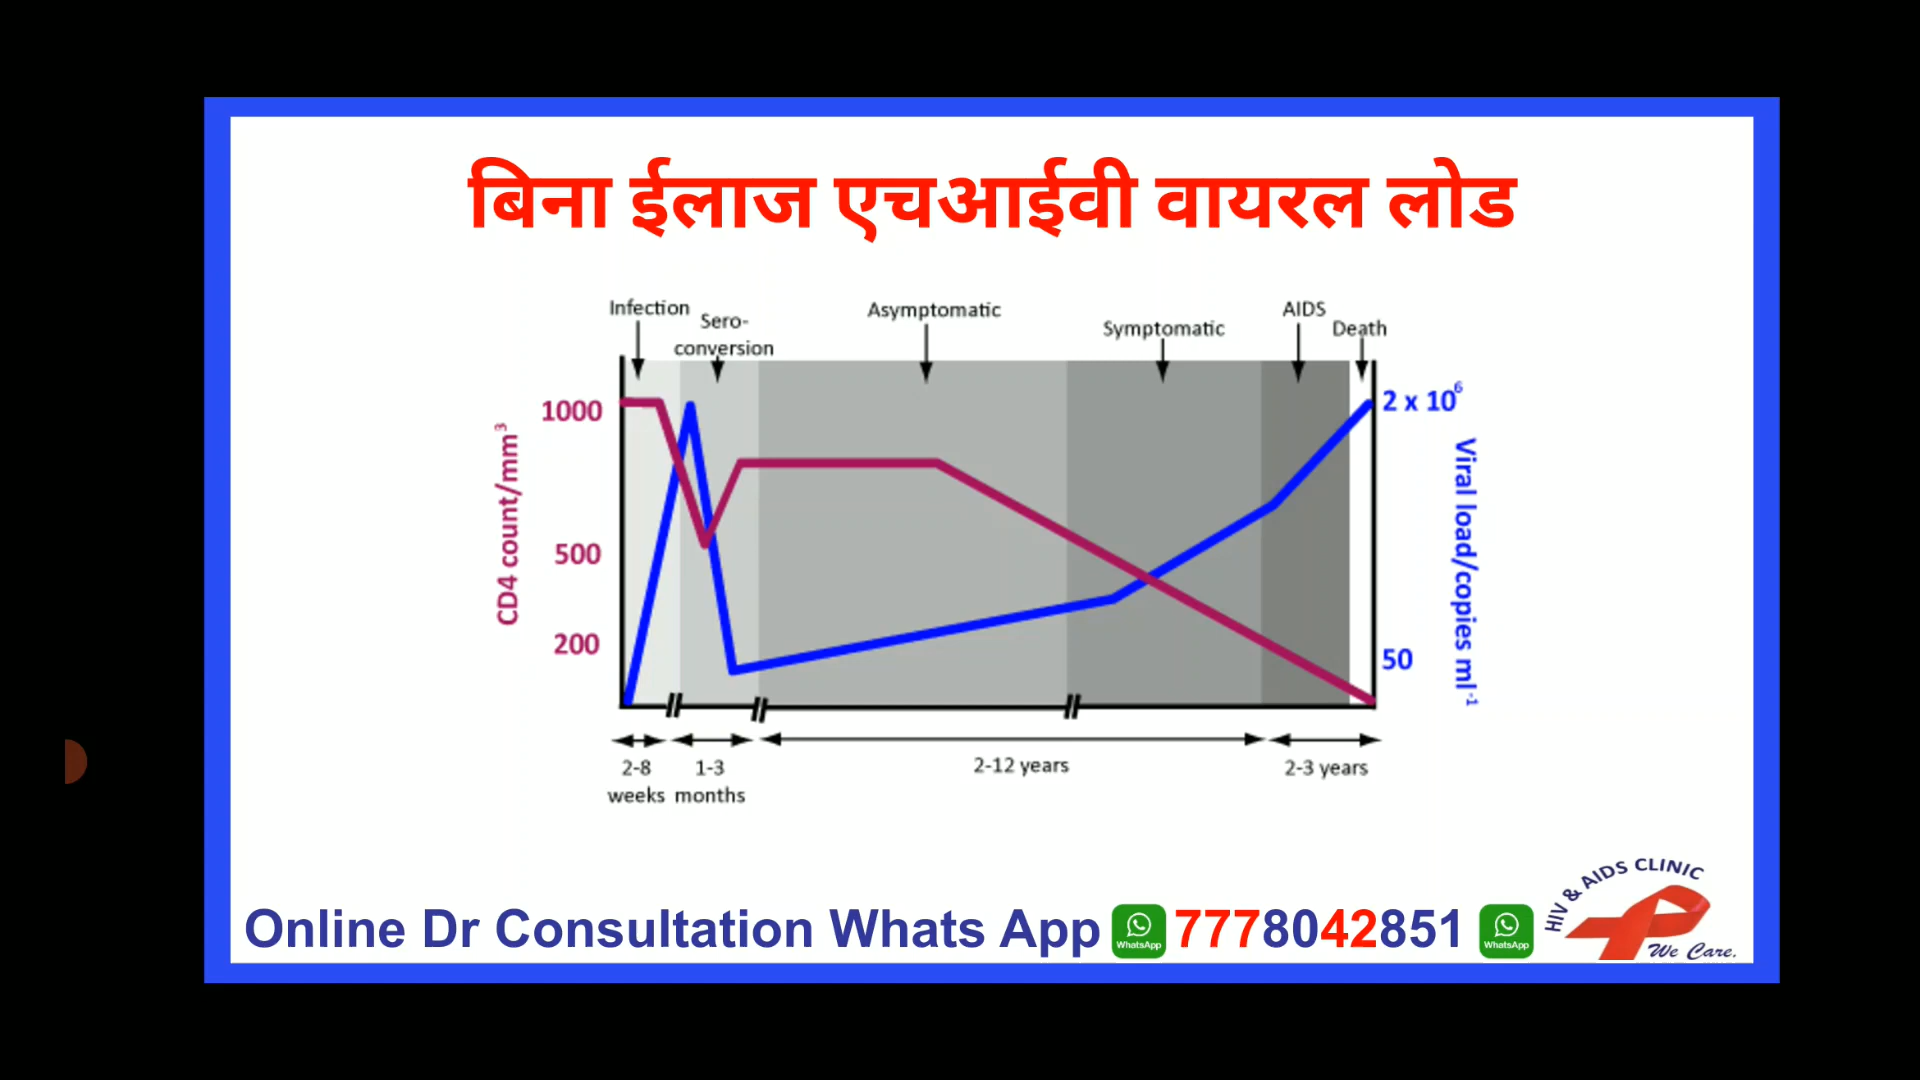 बिना ईलाज एचआईवी वायरल लोड
Infection
Sero-
conversion
Asymptomatic
Symptomatic
AIDS
Death
CD4 count/mm³
1000
500
200
2 x 10⁶
50
Viral load/copies ml⁻¹
2-8
weeks
1-3
months
2-12 years
2-3 years
Online Dr Consultation Whats App WhatsApp 7778042851 WhatsApp
HIV & AIDS CLINIC
We Care.